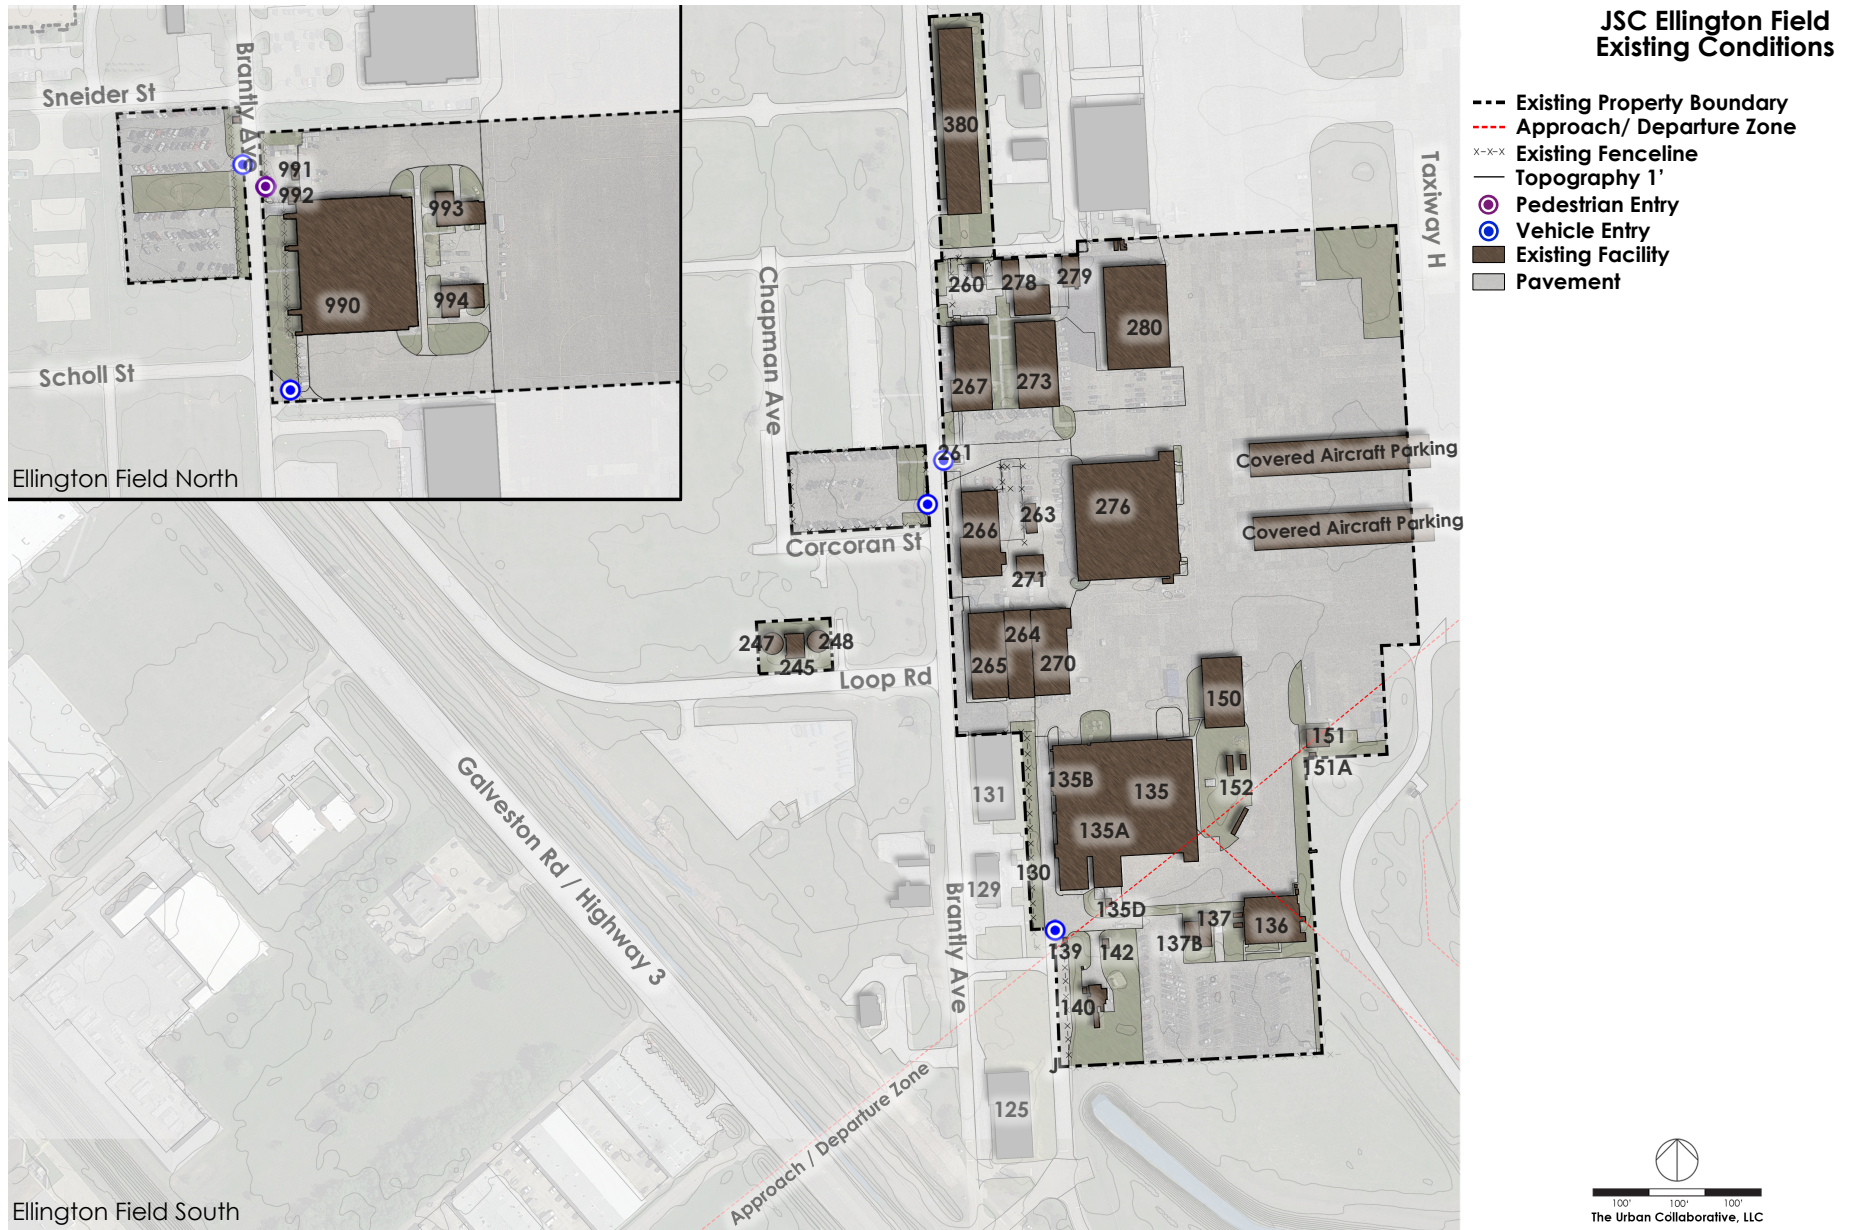 JSC Ellington Field
Existing Conditions
Existing Property Boundary
Approach/ Departure Zone
x-x-x Existing Fenceline
Topography 1'
Pedestrian Entry
Vehicle Entry
Existing Facility
Pavement
Sneider St
Brantly Ave
991
992
993
990
994
Scholl St
Ellington Field North
380
Taxiway H
260
278
279
280
Chapman Ave
267
273
261
Covered Aircraft Parking
276
263
266
Covered Aircraft Parking
Corcoran St
271
247
248
245
264
265
270
Loop Rd
150
151
151A
135B
135
152
131
135A
Galveston Rd / Highway 3
130
129
Brantly Ave
135D
137
136
137B
139
142
140
J
125
Approach / Departure Zone
Ellington Field South
100'
100'
100'
The Urban Collaborative, LLC